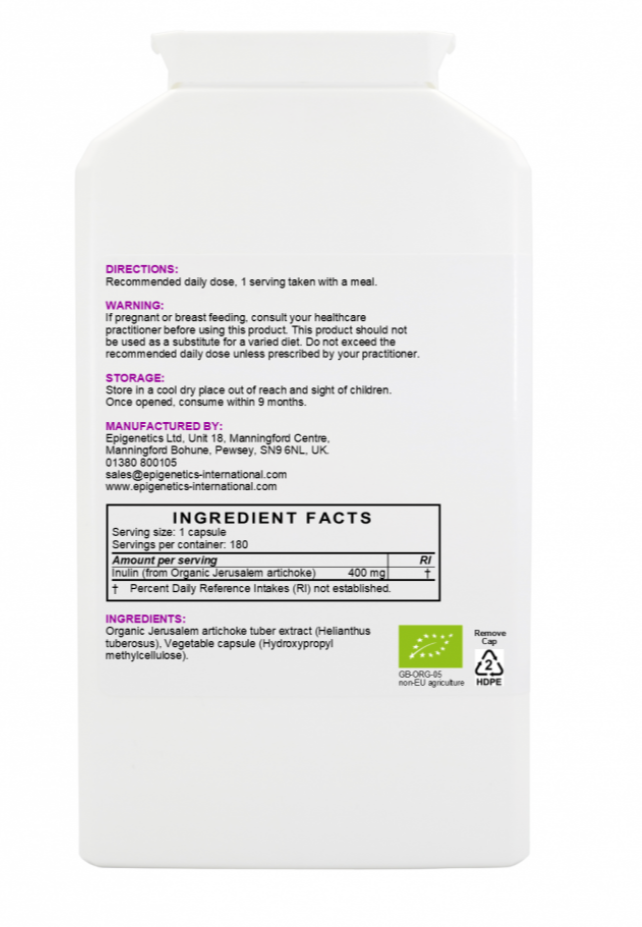 DIRECTIONS:
Recommended daily dose, 1 serving taken with a meal.
WARNING:
If pregnant or breast feeding, consult your healthcare
practitioner before using this product. This product should not
be used as a substitute for a varied diet. Do not exceed the
recommended daily dose unless prescribed by your practitioner.
STORAGE:
Store in a cool dry place out of reach and sight of children.
Once opened, consume within 9 months.
MANUFACTURED BY:
Epigenetics Ltd, Unit 18, Manningford Centre,
Manningford Bohune, Pewsey, SN9 6NL, UK.
01380 800105
sales@epigenetics-international.com
www.epigenetics-international.com
INGREDIENT FACTS
Serving size: 1 capsule
Servings per container: 180
Amount per serving RI
Inulin (from Organic Jerusalem artichoke) 400 mg †
† Percent Daily Reference Intakes (RI) not established.
INGREDIENTS:
Organic Jerusalem artichoke tuber extract (Helianthus
tuberosus), Vegetable capsule (Hydroxypropyl
methylcellulose).
GB-ORG-05
non-EU agriculture
Remove
Cap
2
HDPE